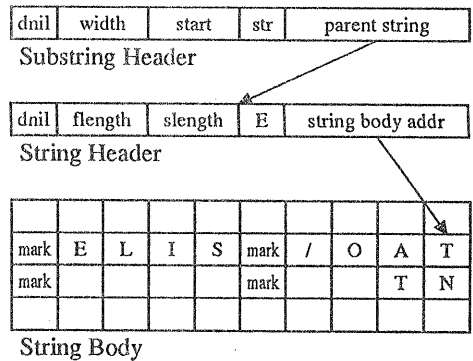 dnil width start str parent string
Substring Header
dnil flength slength E string body addr
String Header
mark E L I S mark / O A T
mark mark T N
String Body